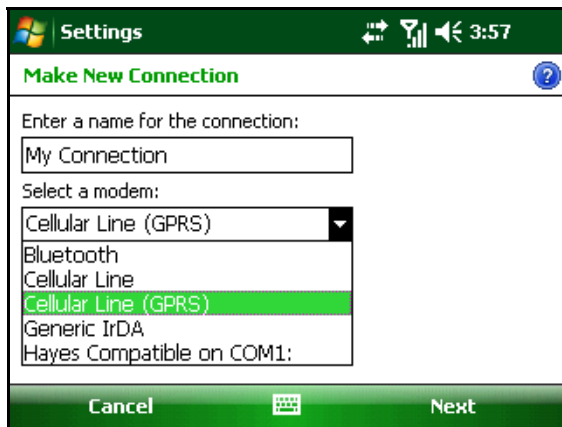 Settings 3:57
Make New Connection ?
Enter a name for the connection:
My Connection
Select a modem:
Cellular Line (GPRS)
Bluetooth
Cellular Line
Cellular Line (GPRS)
Generic IrDA
Hayes Compatible on COM1:
Cancel Next